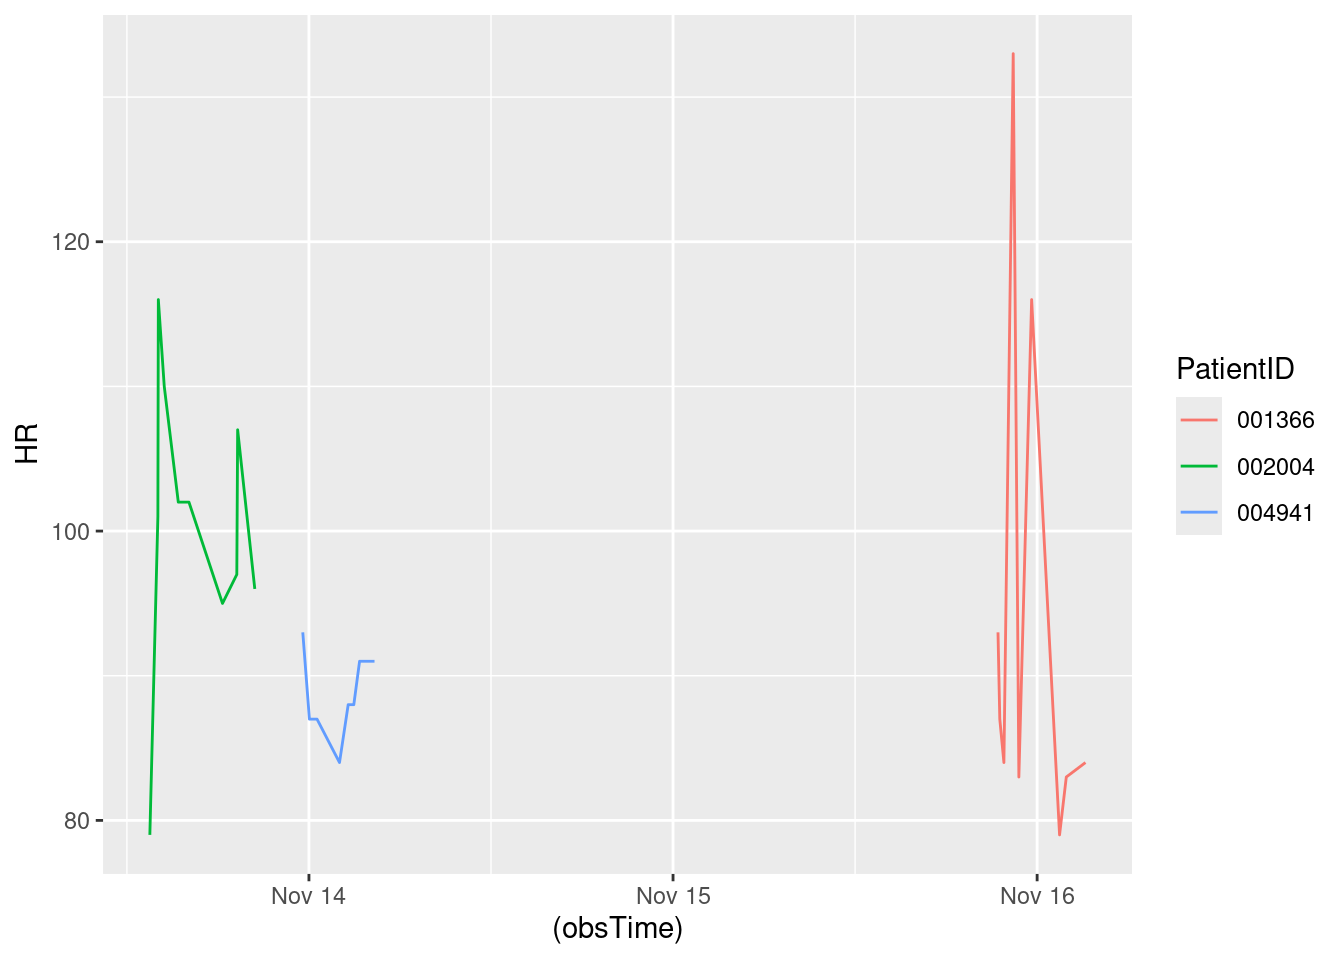 120
100
80
HR
Nov 14
Nov 15
Nov 16
(obsTime)
PatientID
001366
002004
004941